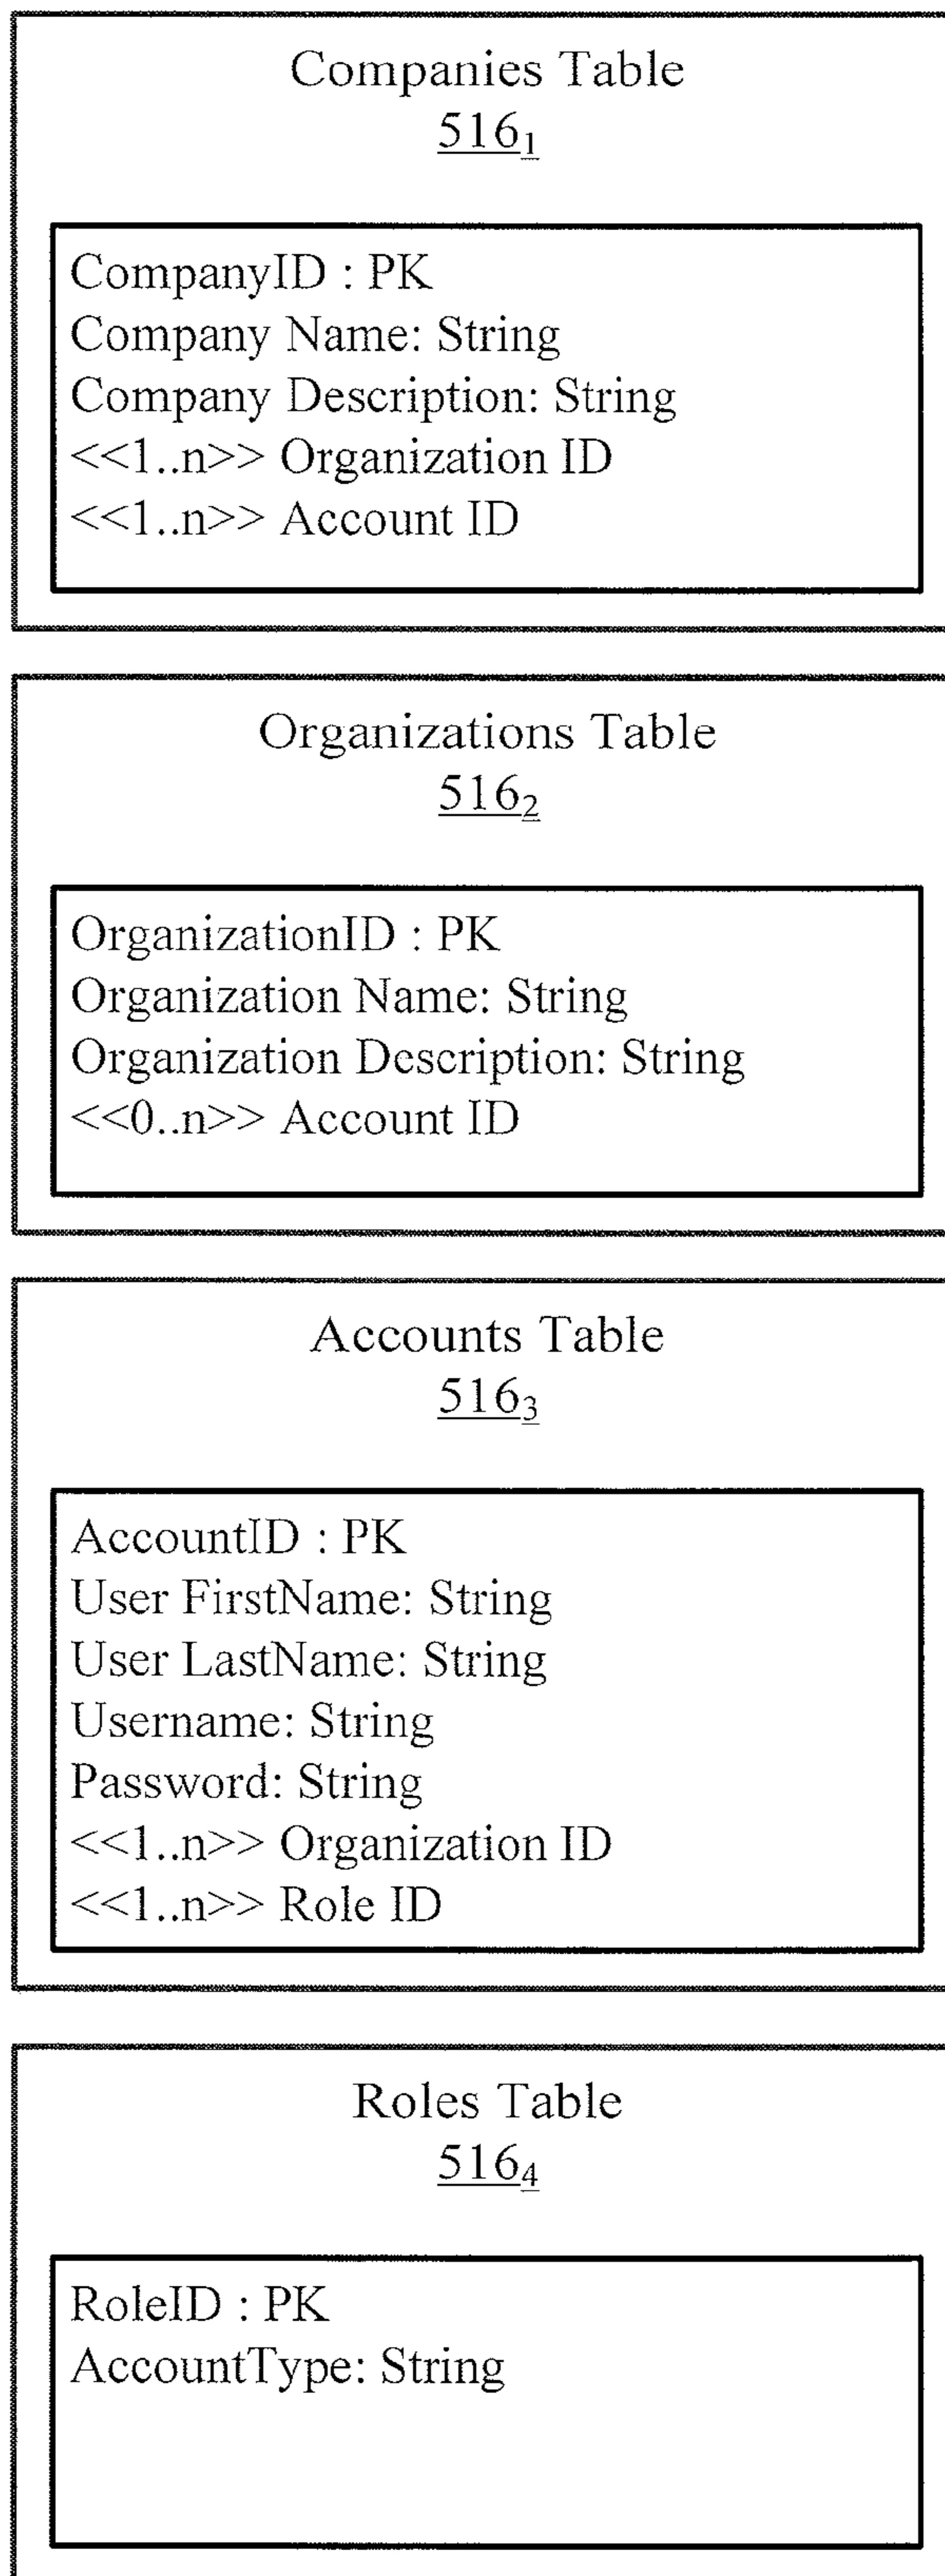 Companies Table
516₁
CompanyID : PK
Company Name: String
Company Description: String
<<1..n>> Organization ID
<<1..n>> Account ID
Organizations Table
516₂
OrganizationID : PK
Organization Name: String
Organization Description: String
<<0..n>> Account ID
Accounts Table
516₃
AccountID : PK
User FirstName: String
User LastName: String
Username: String
Password: String
<<1..n>> Organization ID
<<1..n>> Role ID
Roles Table
516₄
RoleID : PK
AccountType: String